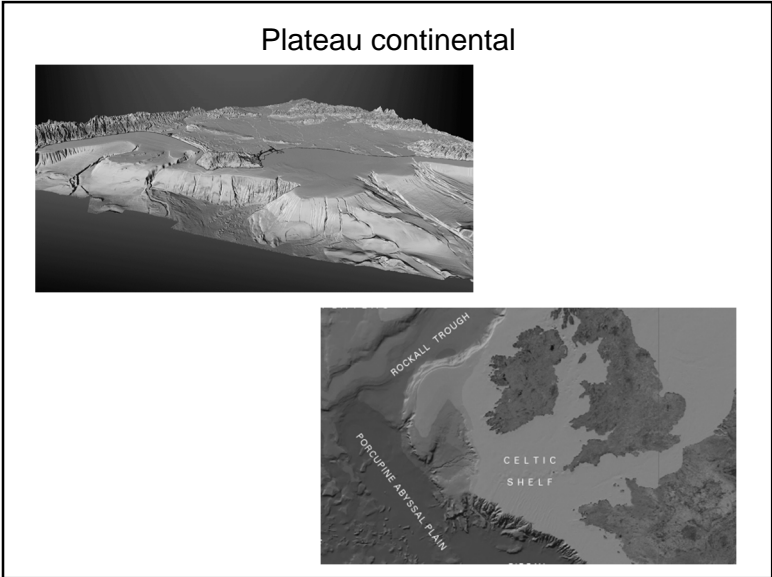 Plateau continental
ROCKALL TROUGH
PORCUPINE ABYSSAL PLAIN
CELTIC
SHELF